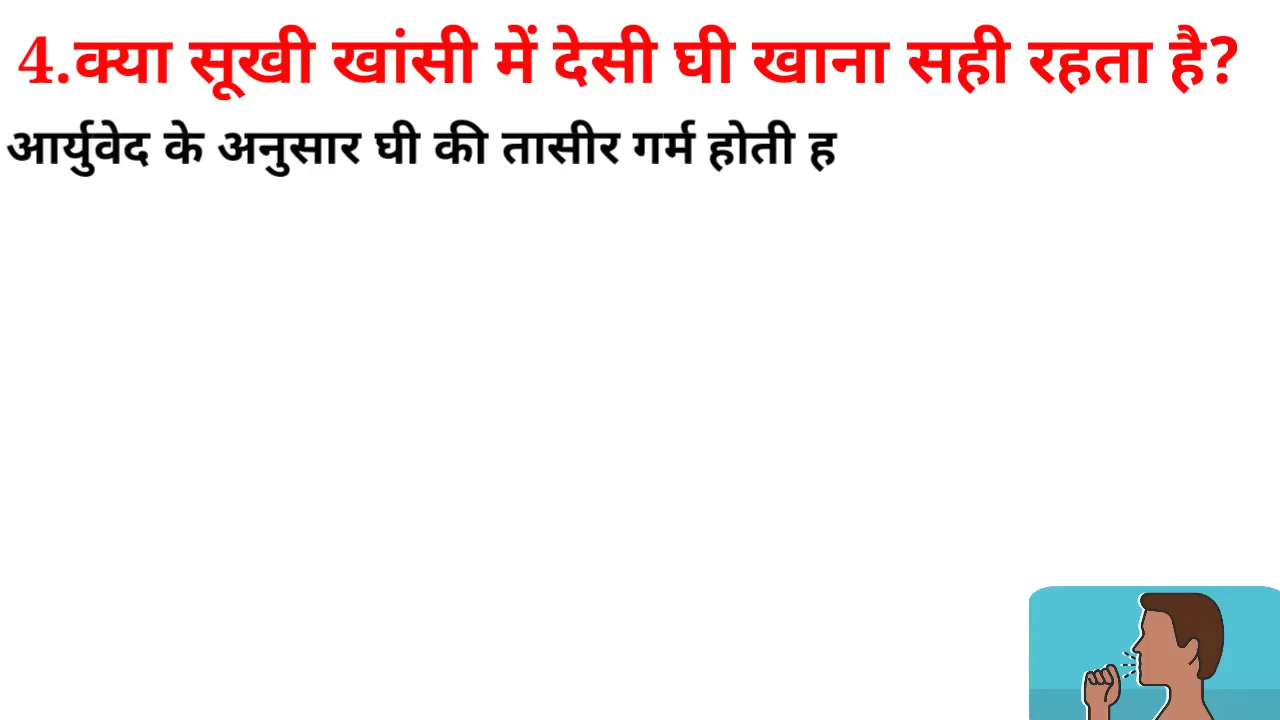 4.क्या सूखी खांसी में देसी घी खाना सही रहता है?
आर्युवेद के अनुसार घी की तासीर गर्म होती ह